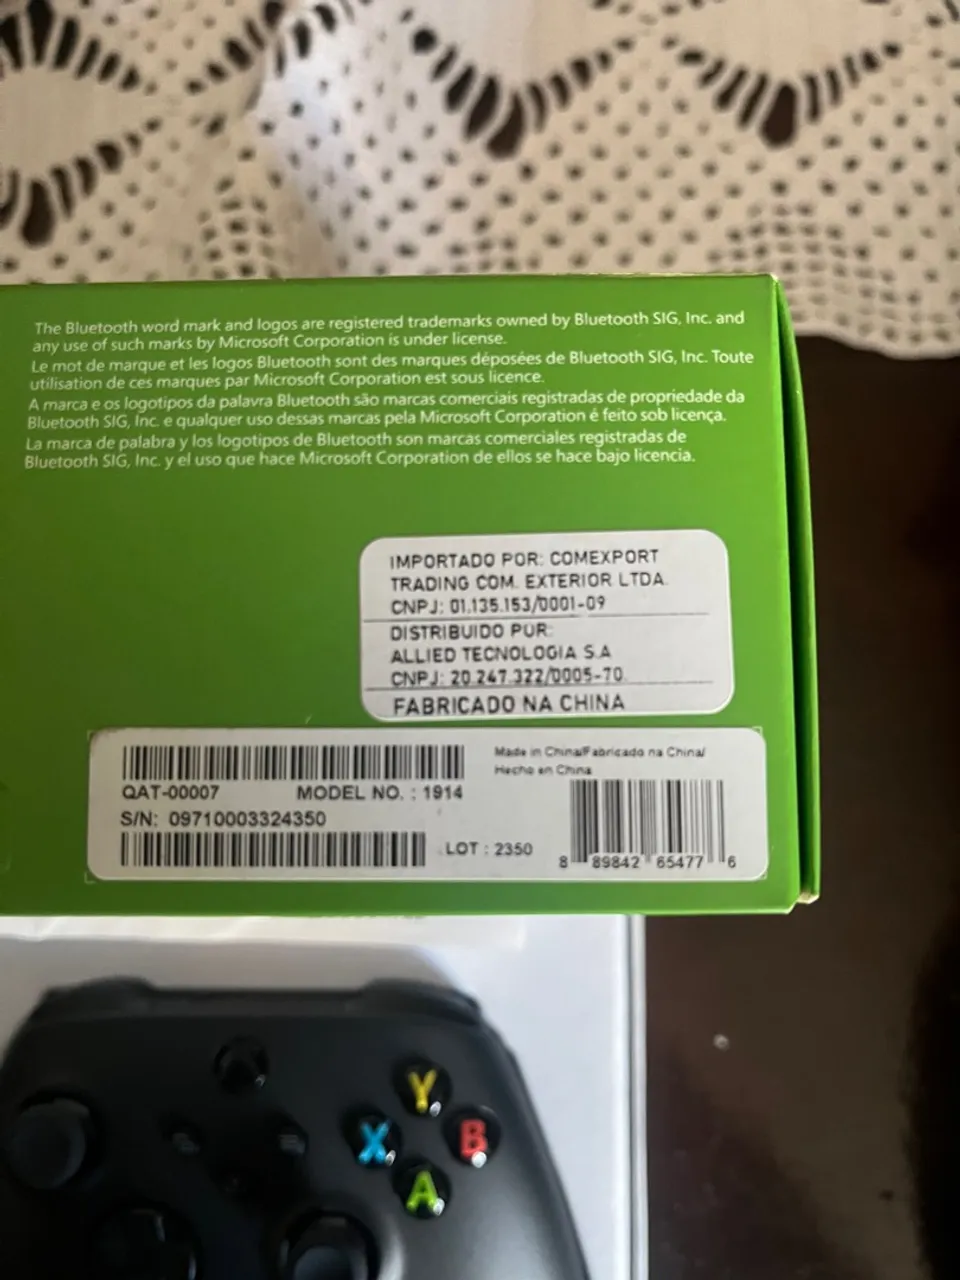 The Bluetooth word mark and logos are registered trademarks owned by Bluetooth SIG, Inc. and
any use of such marks by Microsoft Corporation is under license.
Le mot de marque et les logos Bluetooth sont des marques déposées de Bluetooth SIG, Inc. Toute
utilisation de ces marques par Microsoft Corporation est sous licence.
A marca e os logotipos da palavra Bluetooth são marcas comerciais registradas de propriedade da
Bluetooth SIG, Inc. e qualquer uso dessas marcas pela Microsoft Corporation é feito sob licença.
La marca de palabra y los logotipos de Bluetooth son marcas comerciales registradas de
Bluetooth SIG, Inc. y el uso que hace Microsoft Corporation de ellos se hace bajo licencia.
IMPORTADO POR: COMEXPORT
TRADING COM. EXTERIOR LTDA.
CNPJ: 01.135.153/0001-09
DISTRIBUIDO POR:
ALLIED TECNOLOGIA S.A
CNPJ: 20.247.322/0005-70.
FABRICADO NA CHINA
QAT-00007 MODEL NO. : 1914
S/N: 09710003324350
LOT : 2350
Made in China/Fabricado na China/
Hecho en China
8 89842 65477 6
Y
X B
A